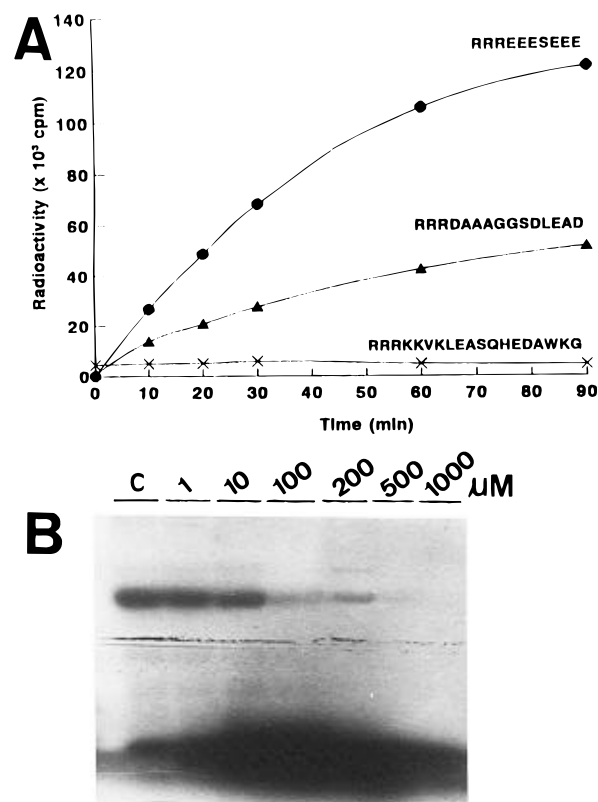 A
140
120
100
80
60
40
20
0
Radioactivity (x 10³ cpm)
RRREEESEEE
RRRDAAAGGSDLEAD
RRRKKVKLEASQHEDAWKG
0 10 20 30 40 50 60 70 80 90
Time (min)
C 1 10 100 200 500 1000 μM
B